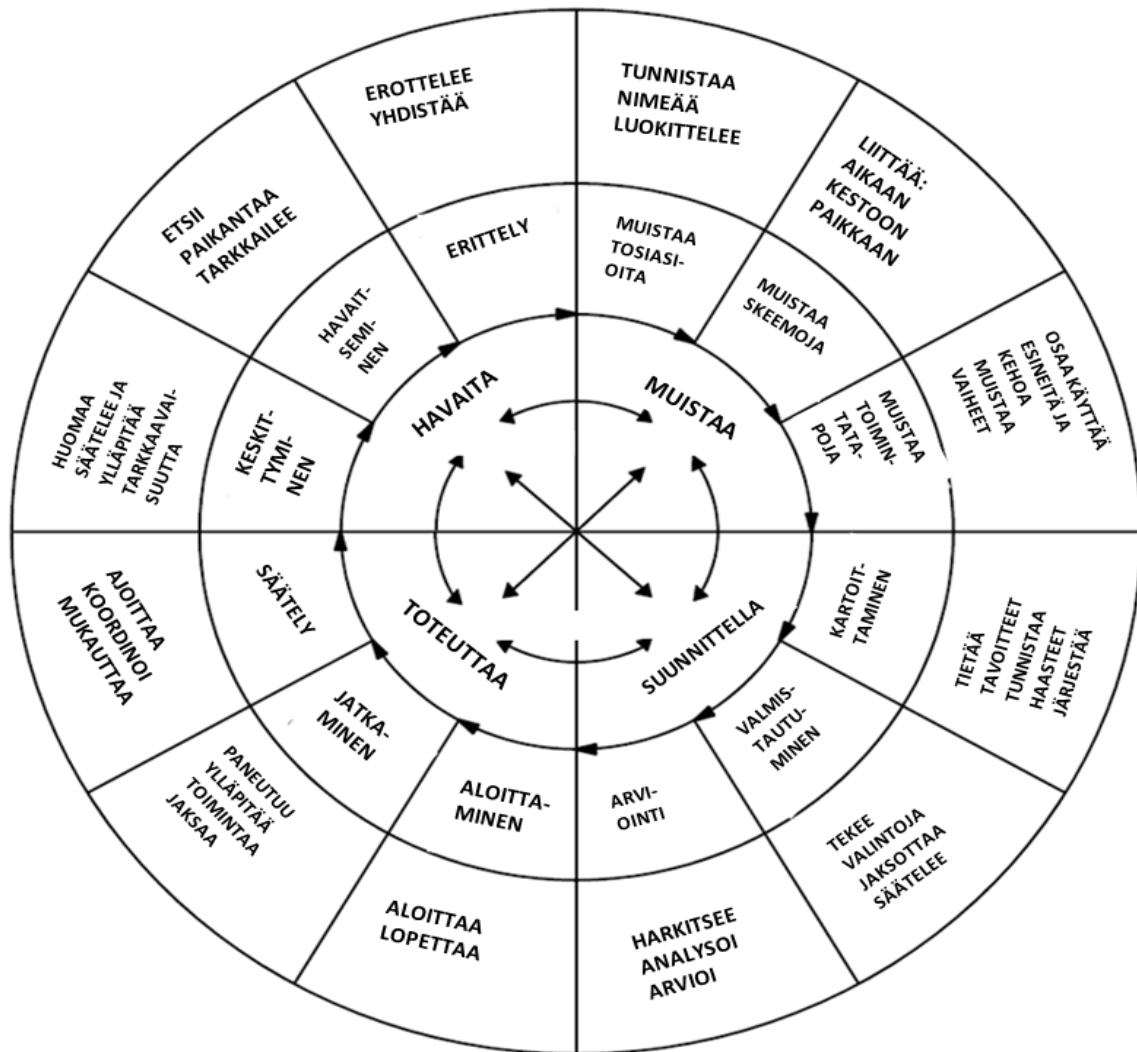 EROTTELEE
YHDISTÄÄ
TUNNISTAA
NIMEÄÄ
LUOKITTELEE
LIITTÄÄ:
AIKAAN
KESTOON
PAIKKAAN
OSAA KÄYTTÄÄ
ESINEITÄ JA
KEHOA
MUISTAA
VAIHEET
TIETÄÄ
TAVOITTEET
TUNNISTAA
HAASTEET
JÄRJESTÄÄ
TEKEE
VALINTOJA
JAKSOTTAA
SÄÄTELEE
HARKITSEE
ANALYSOI
ARVIOI
ALOITTAA
LOPETTAA
PANEUTUU
YLLÄPITÄÄ
TOIMINTAA
JAKSAA
AJOITTAA
KOORDINOI
MUKAUTTAA
HUOMAA
SÄÄTELEE JA
YLLÄPITÄÄ
TARKKAAVAI-
SUUTTA
ETSII
PAIKANTAA
TARKKAILEE
ERITTELY
MUISTAA
TOSIASI-
OITA
MUISTAA
SKEEMOJA
MUISTAA
TOIMIN-
TATA-
POJA
KARTOIT-
TAMINEN
VALMIS-
TAUTU-
MINEN
ARVI-
OINTI
ALOITTA-
MINEN
JATKA-
MINEN
SÄÄTELY
KESKIT-
TYMI-
NEN
HAVAIT-
SEMI-
NEN
HAVAITA
MUISTAA
SUUNNITELLA
TOTEUTTAA